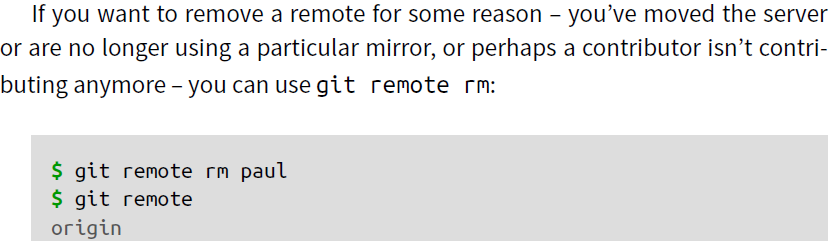 If you want to remove a remote for some reason – you’ve moved the server
or are no longer using a particular mirror, or perhaps a contributor isn’t contri-
buting anymore – you can use git remote rm:
$ git remote rm paul
$ git remote
origin